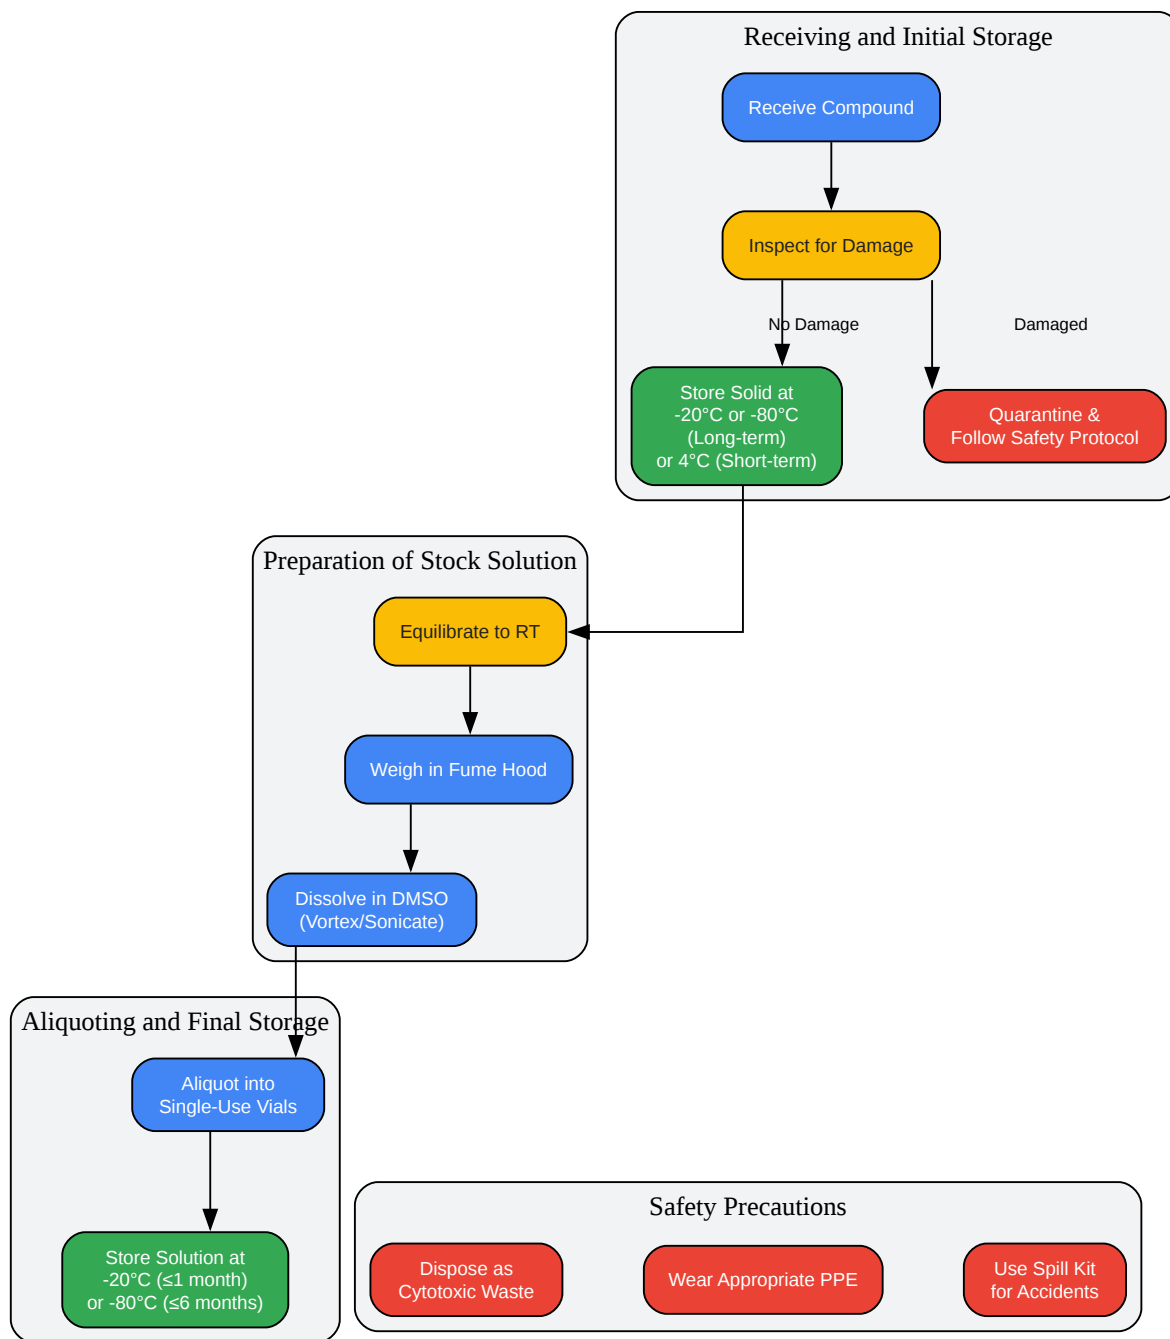 Receiving and Initial Storage
Receive Compound
Inspect for Damage
No Damage
Damaged
Store Solid at
-20°C or -80°C
(Long-term)
or 4°C (Short-term)
Quarantine &
Follow Safety Protocol
Preparation of Stock Solution
Equilibrate to RT
Weigh in Fume Hood
Dissolve in DMSO
(Vortex/Sonicate)
Aliquoting and Final Storage
Aliquot into
Single-Use Vials
Store Solution at
-20°C (≤1 month)
or -80°C (≤6 months)
Safety Precautions
Dispose as
Cytotoxic Waste
Wear Appropriate PPE
Use Spill Kit
for Accidents